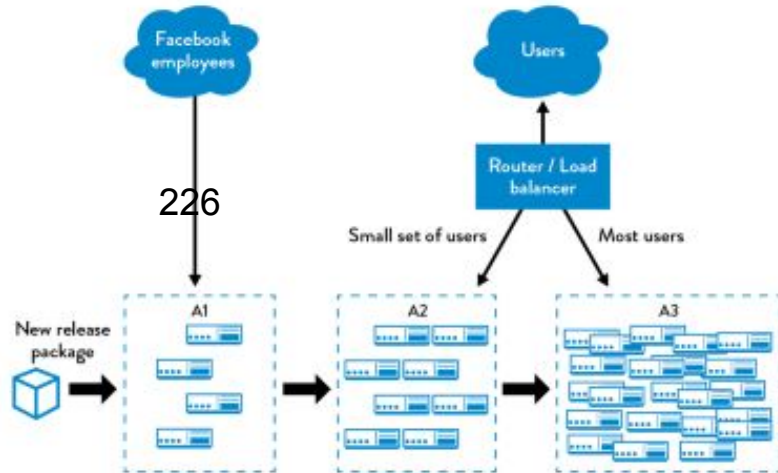 Facebook
employees
Users
Router / Load
balancer
226
Small set of users
Most users
A1
A2
A3
New release
package